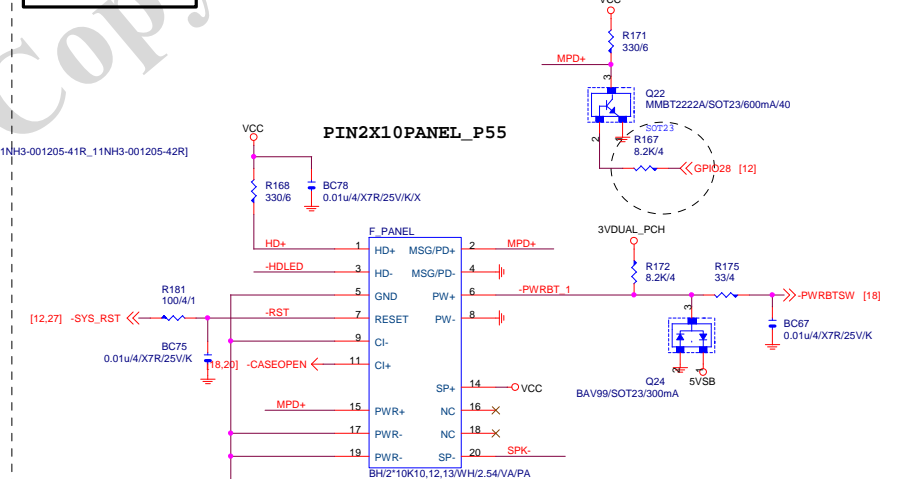 Copy
VCC
R171
330/6
MPD+
3
Q22
MMBT2222A/SOT23/600mA/40
2
1
SOT23
R167
8.2K/4
GPIO28 [12]
1NH3-001205-41R_11NH3-001205-42R]
VCC
PIN2X10PANEL_P55
R168
330/6
BC78
0.01u/4/X7R/25V/K/X
3VDUAL_PCH
R172
8.2K/4
R175
33/4
F_PANEL
HD+ 1 HD+ MSG/PD+ 2 MPD+
-HDLED 3 HD- MSG/PD- 4
5 GND PW+ 6 -PWRBT_1
-PWRBTSW [18]
R181
100/4/1
[12,27] -SYS_RST
-RST 7 RESET PW- 8
9 CI-
3
BC67
0.01u/4/X7R/25V/K
BC75
0.01u/4/X7R/25V/K
[18,20] -CASEOPEN 11 CI+
2
1
Q24
BAV99/SOT23/300mA
5VSB
SP+ 14 VCC
MPD+ 15 PWR+ NC 16
17 PWR- NC 18
19 PWR- SP- 20 SPK-
BH/2*10K10,12,13/WH/2.54/VA/PA